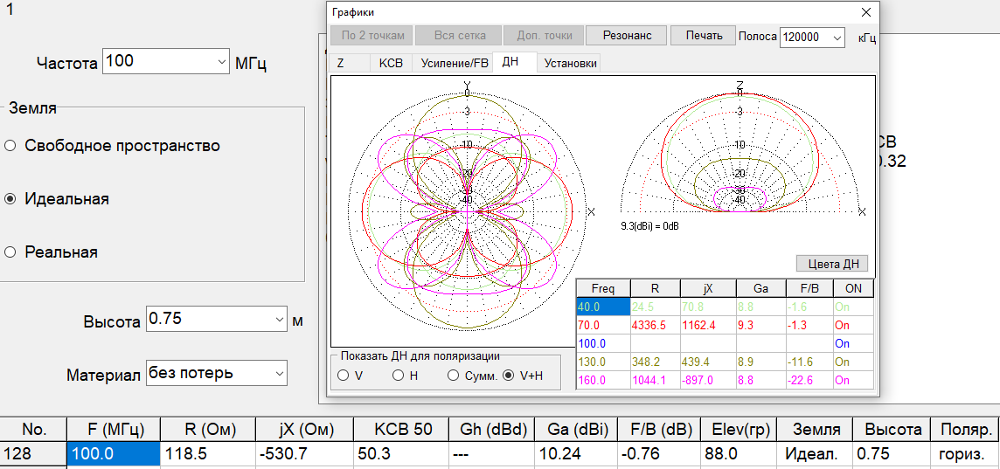 1
Графики
По 2 точкам Вся сетка Доп. точки Резонанс Печать Полоса 120000 кГц
Частота 100 МГц
Z КСВ Усиление/FB ДН Установки
Земля
Свободное пространство
Идеальная
Реальная
Высота 0.75 м
Материал без потерь
Y
0
3
-10
-20
-30
-40
X
Z
0
3
-10
-20
-30
-40
X
9.3(dBi) = 0dB
СВ
0.32
Цвета ДН
Freq R jX Ga F/B ON
40.0 24.5 70.8 8.8 -1.6 On
70.0 4336.5 1162.4 9.3 -1.3 On
100.0 On
130.0 348.2 439.4 8.9 -11.6 On
160.0 1044.1 -897.0 8.8 -22.6 On
Показать ДН для поляризации
V H Сумм. V+H
No. F (МГц) R (Ом) jX (Ом) КСВ 50 Gh (dBd) Ga (dBi) F/B (dB) Elev(гр) Земля Высота Поляр.
128 100.0 118.5 -530.7 50.3 --- 10.24 -0.76 88.0 Идеал. 0.75 гориз.